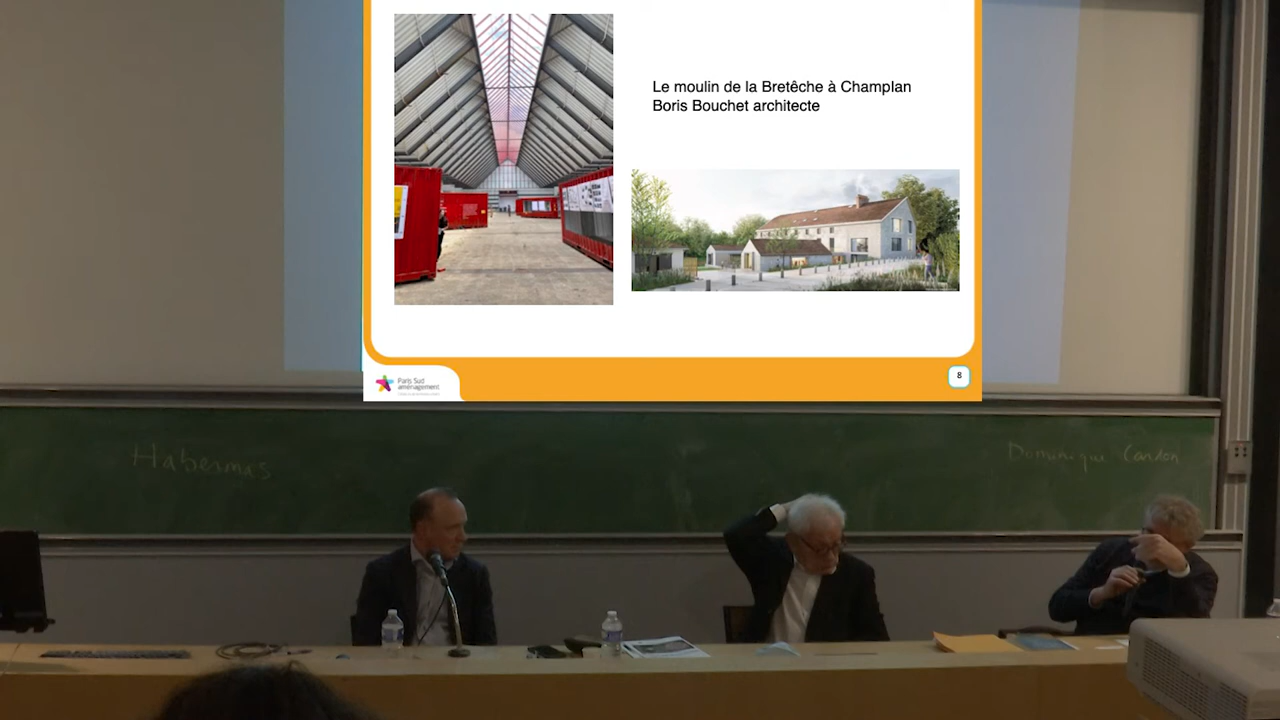 Le moulin de la Bretêche à Champlan
Boris Bouchet architecte
Paris Sud
aménagement
8
Habermas
Dominique Cardon